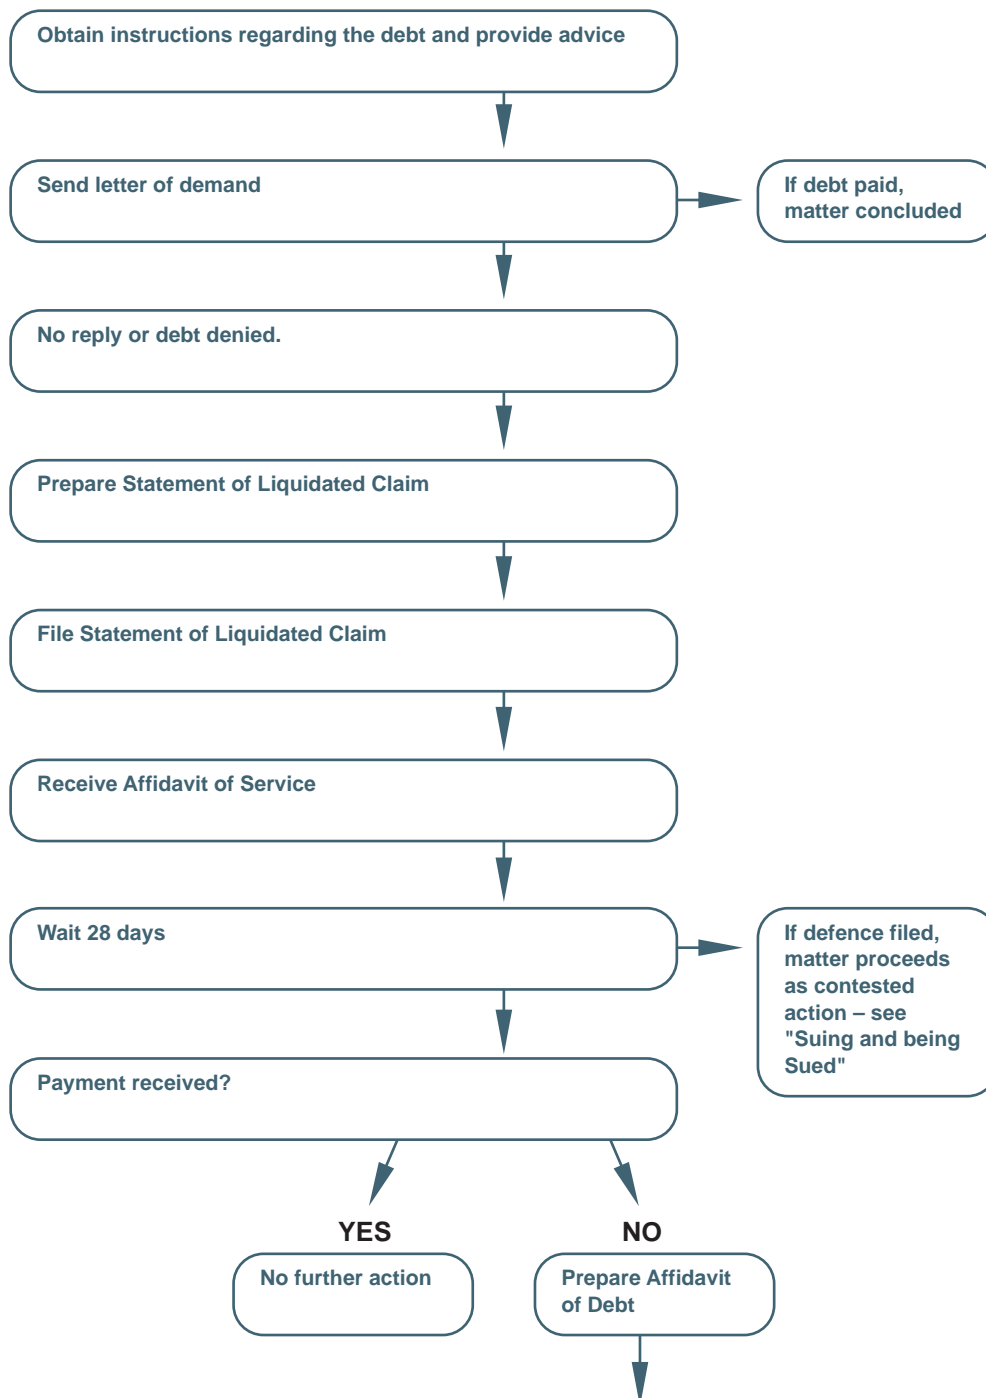 Obtain instructions regarding the debt and provide advice
Send letter of demand
If debt paid,
matter concluded
No reply or debt denied.
Prepare Statement of Liquidated Claim
File Statement of Liquidated Claim
Receive Affidavit of Service
Wait 28 days
If defence filed,
matter proceeds
as contested
action – see
"Suing and being
Sued"
Payment received?
YES
NO
No further action
Prepare Affidavit
of Debt